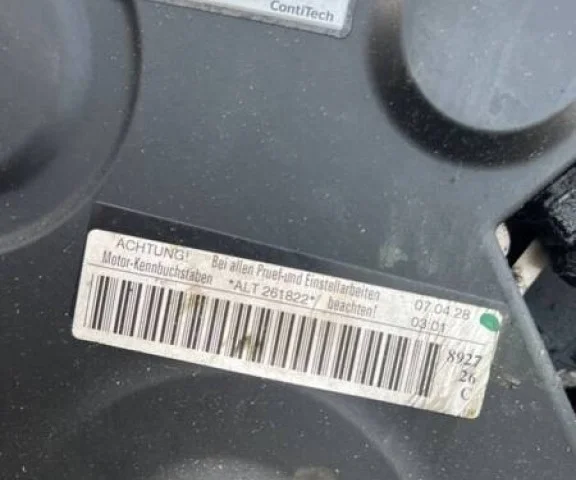 ContiTech
ACHTUNG! Bei allen Pruef-und Einstellarbeiten 07.04.28
Motor-Kennbuchstaben *ALT 261822* beachten! 03:01
8927
26
C